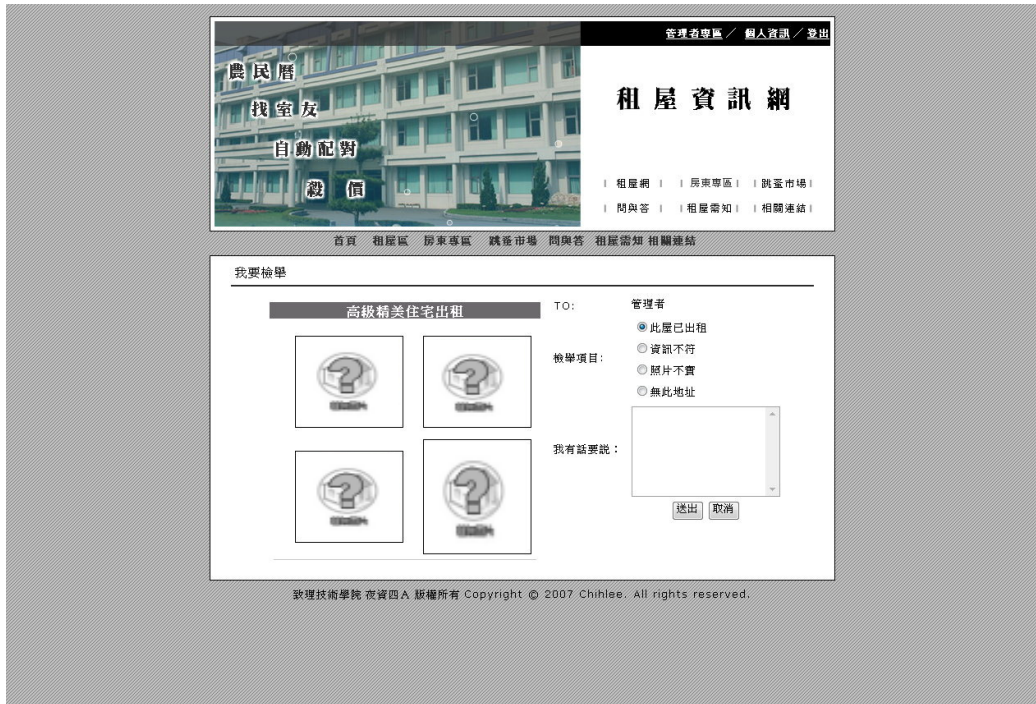 管理者專區／ 個人資訊／登出
農民曆
找室友
自動配對
殺 價
租屋資訊網
| 租屋網 | | 房東專區 | | 跳蚤市場 |
| 問與答 | | 租屋需知 | | 相關連結 |
首頁 租屋區 房東專區 跳蚤市場 問與答 租屋需知 相關連結
我要檢舉
高級精美住宅出租
TO: 管理者
檢舉項目:
此屋已出租
資訊不符
照片不實
無此地址
我有話要說：
送出 取消
致理技術學院 夜資四A 版權所有 Copyright © 2007 Chihlee. All rights reserved.